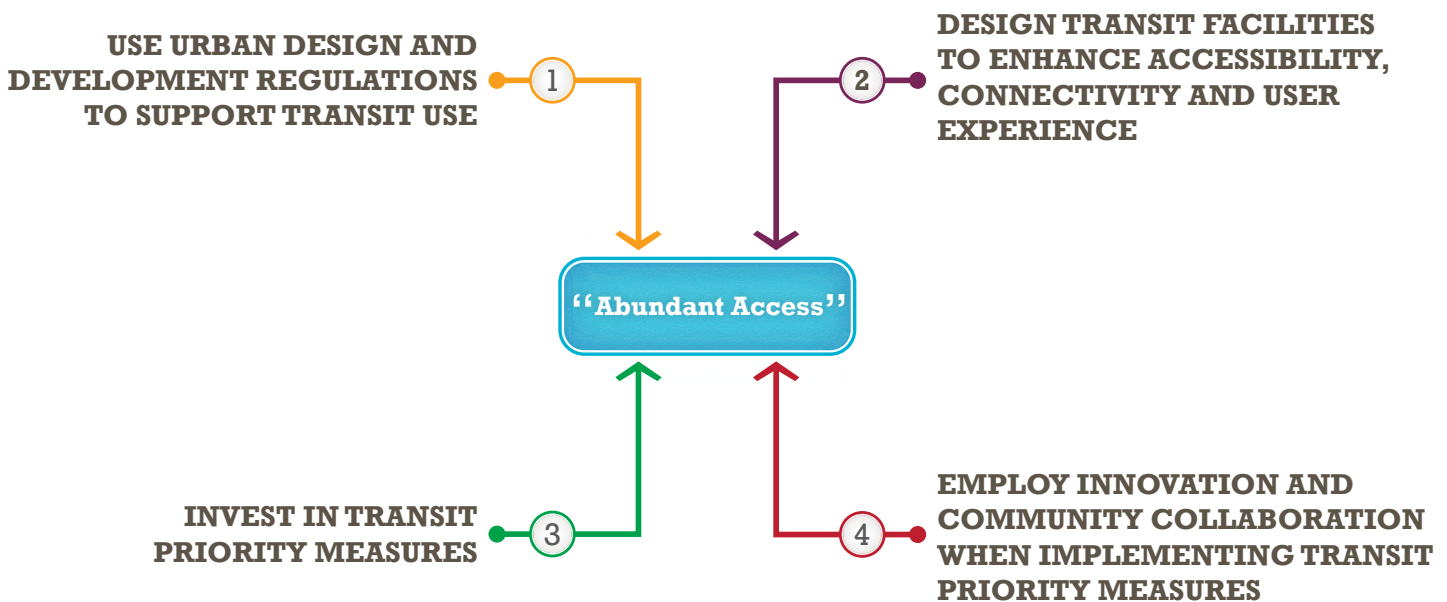 USE URBAN DESIGN AND
DEVELOPMENT REGULATIONS
TO SUPPORT TRANSIT USE
1
2
DESIGN TRANSIT FACILITIES
TO ENHANCE ACCESSIBILITY,
CONNECTIVITY AND USER
EXPERIENCE
“Abundant Access”
INVEST IN TRANSIT
PRIORITY MEASURES
3
4
EMPLOY INNOVATION AND
COMMUNITY COLLABORATION
WHEN IMPLEMENTING TRANSIT
PRIORITY MEASURES